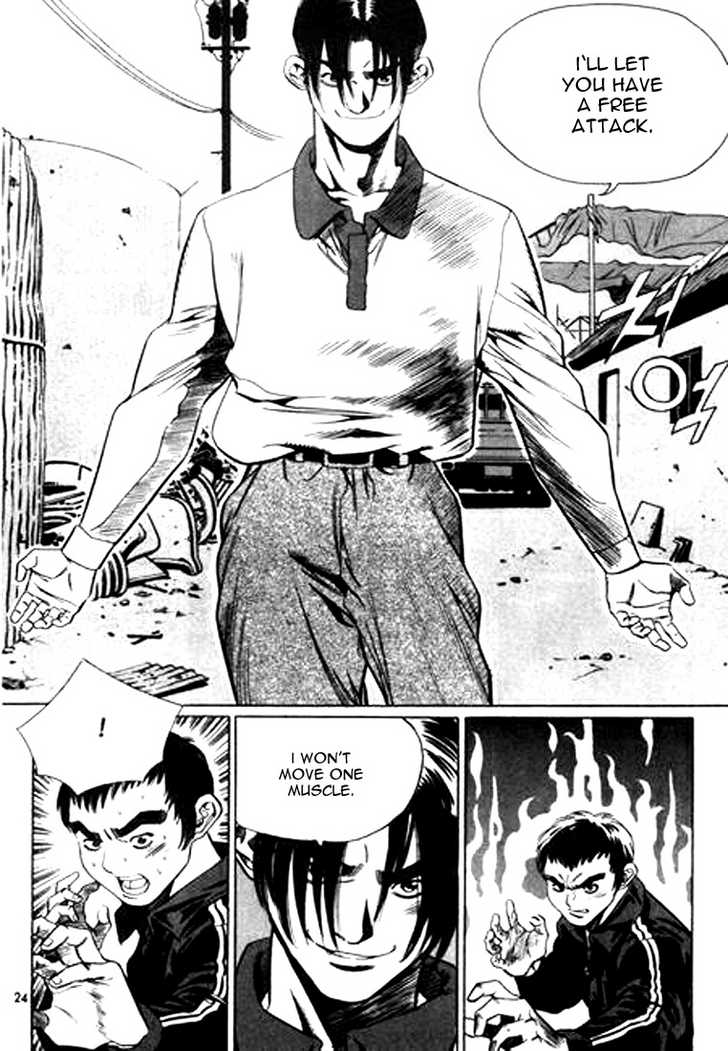 I'LL LET
YOU HAVE
A FREE
ATTACK.
!
I WON'T
MOVE ONE
MUSCLE.
24